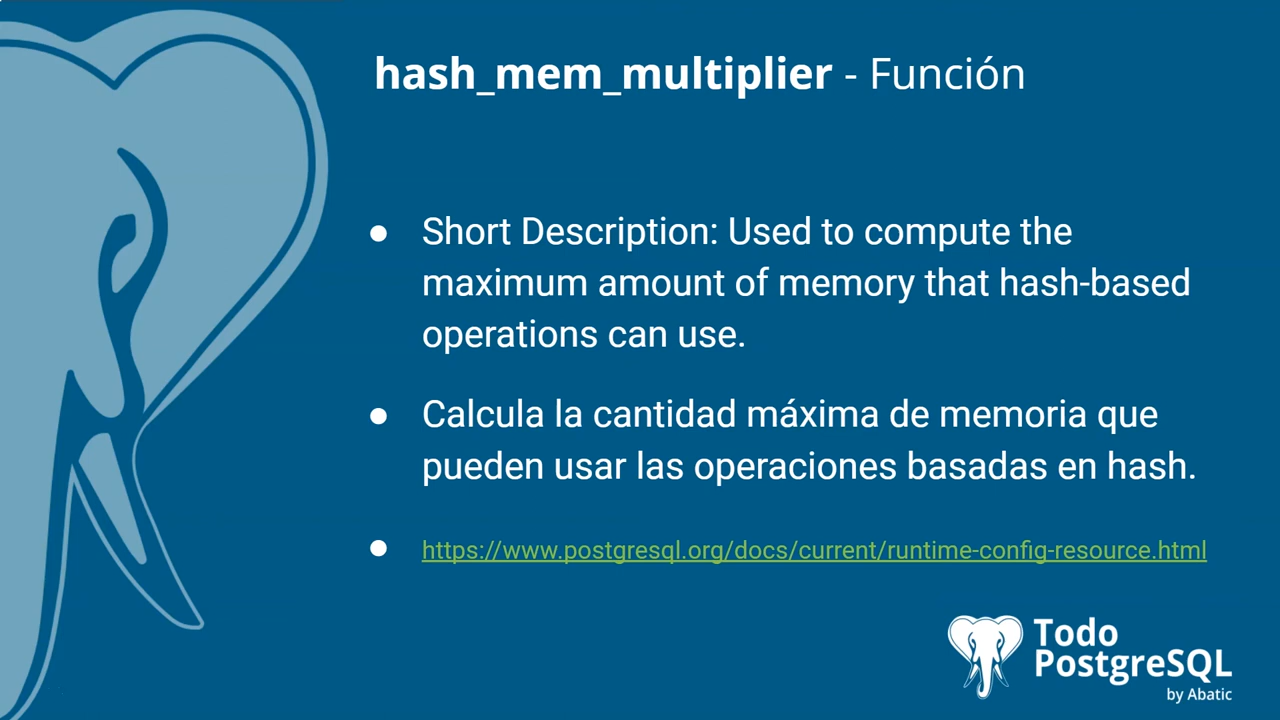 hash_mem_multiplier - Función
● Short Description: Used to compute the
maximum amount of memory that hash-based
operations can use.
● Calcula la cantidad máxima de memoria que
pueden usar las operaciones basadas en hash.
● https://www.postgresql.org/docs/current/runtime-config-resource.html
Todo
PostgreSQL
by Abatic